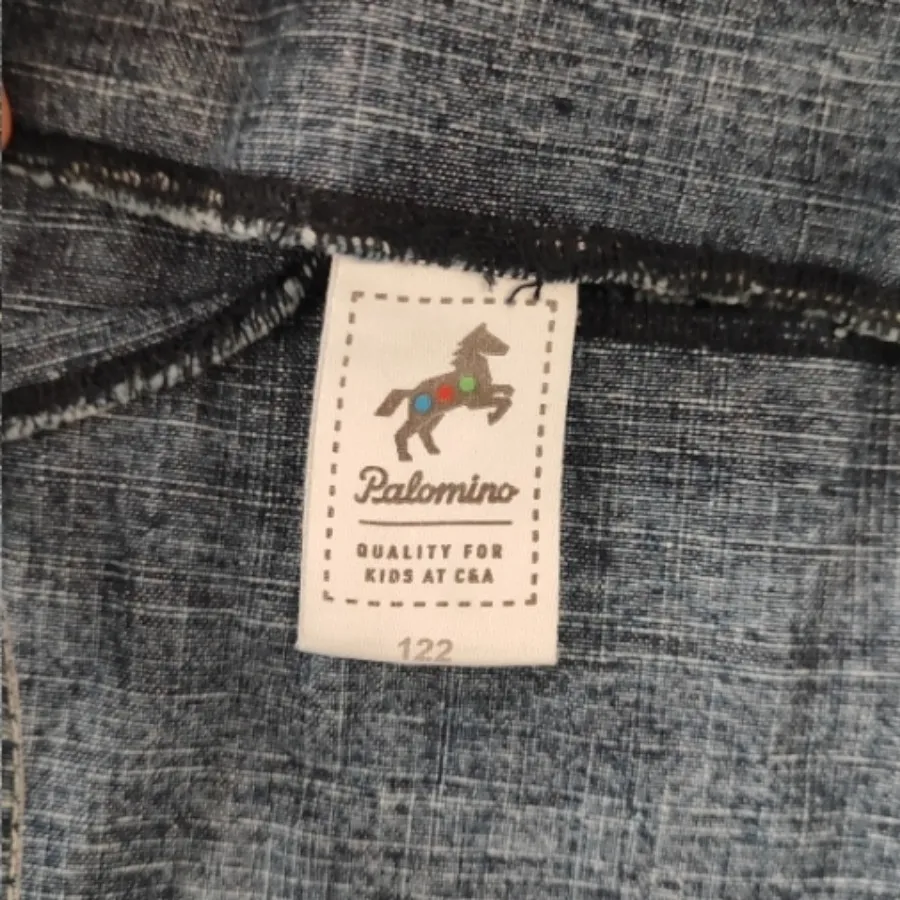 Palomino
QUALITY FOR
KIDS AT C&A
122